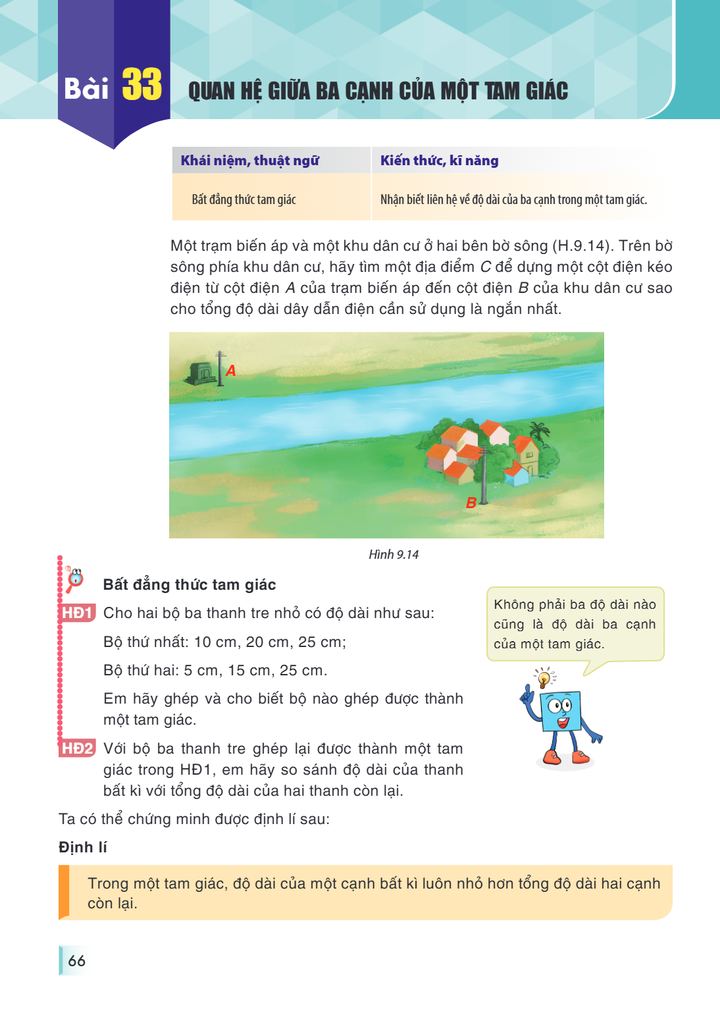 Bài 33
QUAN HỆ GIỮA BA CẠNH CỦA MỘT TAM GIÁC
Khái niệm, thuật ngữ
Kiến thức, kĩ năng
Bất đẳng thức tam giác
Nhận biết liên hệ về độ dài của ba cạnh trong một tam giác.
Một trạm biến áp và một khu dân cư ở hai bên bờ sông (H.9.14). Trên bờ
sông phía khu dân cư, hãy tìm một địa điểm C để dựng một cột điện kéo
điện từ cột điện A của trạm biến áp đến cột điện B của khu dân cư sao
cho tổng độ dài dây dẫn điện cần sử dụng là ngắn nhất.
A
B
Hình 9.14
Bất đẳng thức tam giác
HĐ1 Cho hai bộ ba thanh tre nhỏ có độ dài như sau:
Bộ thứ nhất: 10 cm, 20 cm, 25 cm;
Bộ thứ hai: 5 cm, 15 cm, 25 cm.
Em hãy ghép và cho biết bộ nào ghép được thành
một tam giác.
HĐ2 Với bộ ba thanh tre ghép lại được thành một tam
giác trong HĐ1, em hãy so sánh độ dài của thanh
bất kì với tổng độ dài của hai thanh còn lại.
Không phải ba độ dài nào
cũng là độ dài ba cạnh
của một tam giác.
Ta có thể chứng minh được định lí sau:
Định lí
Trong một tam giác, độ dài của một cạnh bất kì luôn nhỏ hơn tổng độ dài hai cạnh
còn lại.
66